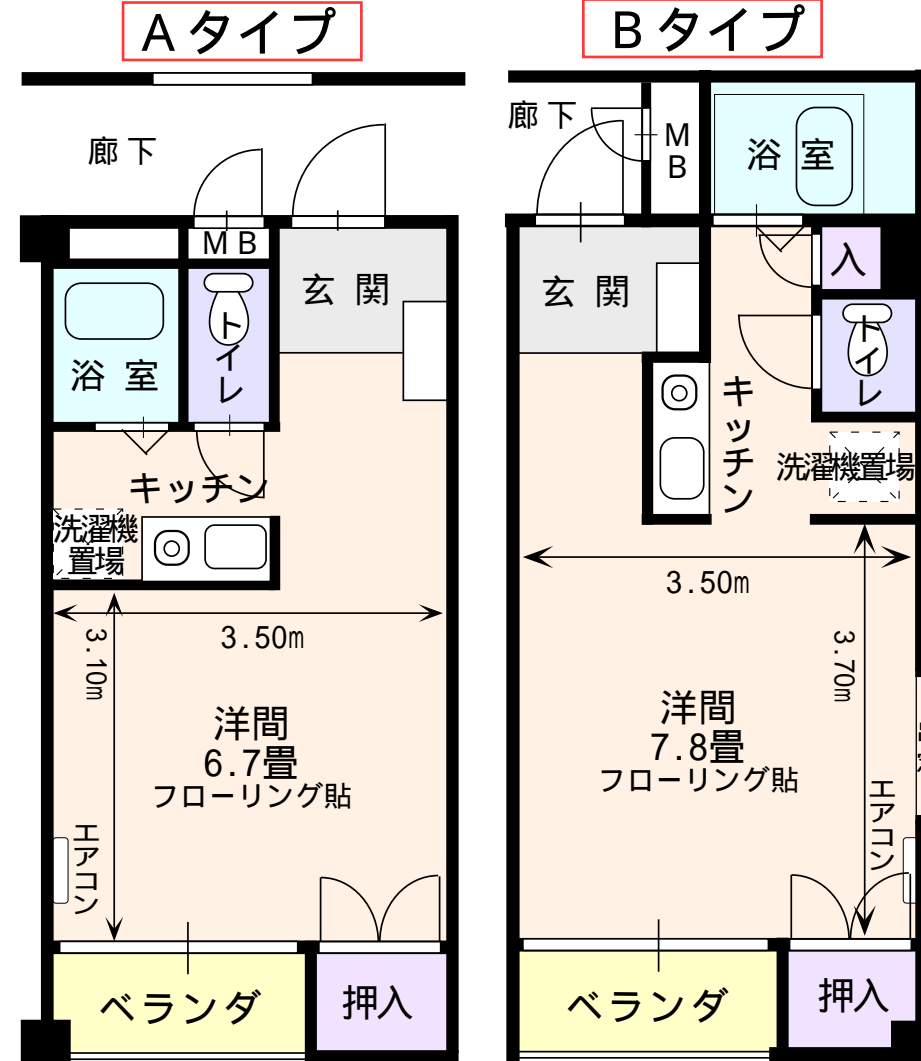 Aタイプ
廊下
MB
玄関
浴室
トイレ
キッチン
洗濯機
置場
3.50m
3.10m
洋間
6.7畳
フローリング貼
エアコン
ベランダ
押入
Bタイプ
廊下
MB
浴室
玄関
入
トイレ
キッチン
洗濯機置場
3.50m
3.70m
洋間
7.8畳
フローリング貼
エアコン
ベランダ
押入